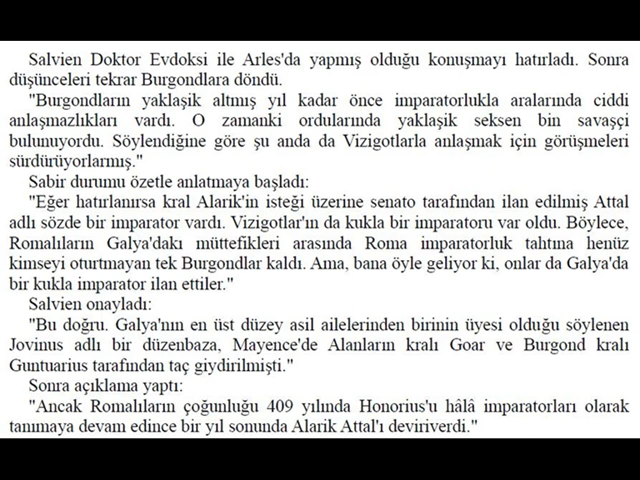 Salvien Doktor Evdoksi ile Arles'da yapmış olduğu konuşmayı hatırladı. Sonra
düşünceleri tekrar Burgondlara döndü.
"Burgondların yaklaşik altmış yıl kadar önce imparatorlukla aralarında ciddi
anlaşmazlıkları vardı. O zamanki ordularında yaklaşik seksen bin savaşçi
bulunuyordu. Söylendiğine göre şu anda da Vizigotlarla anlaşmak için görüşmeleri
sürdürüyorlarmış."
Sabir durumu özetle anlatmaya başladı:
"Eğer hatırlanırsa kral Alarik'in isteği üzerine senato tarafından ilan edilmiş Attal
adlı sözde bir imparator vardı. Vizigotlar'ın da kukla bir imparatoru var oldu. Böylece,
Romalıların Galya'dakı müttefikleri arasında Roma imparatorluk tahtına henüz
kimseyi oturtmayan tek Burgondlar kaldı. Ama, bana öyle geliyor ki, onlar da Galya'da
bir kukla imparator ilan ettiler."
Salvien onayladı:
"Bu doğru. Galya'nın en üst düzey asil ailelerinden birinin üyesi olduğu söylenen
Jovinus adlı bir düzenbaza, Mayence'de Alanların kralı Goar ve Burgond kralı
Guntuarius tarafından taç giydirilmişti."
Sonra açıklama yaptı:
"Ancak Romalıların çoğunluğu 409 yılında Honorius'u hâlâ imparatorları olarak
tanımaya devam edince bir yıl sonunda Alarik Attal'ı deviriverdi."